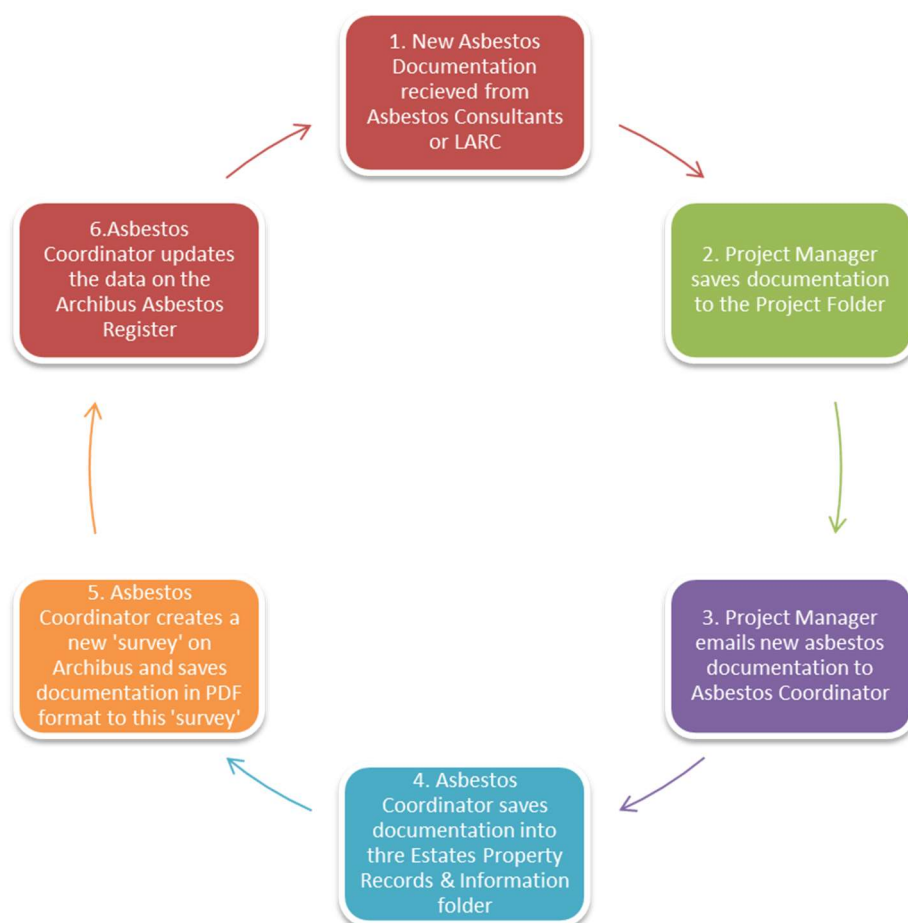 1. New Asbestos
Documentation
recieved from
Asbestos Consultants
or LARC
2. Project Manager
saves documentation
to the Project Folder
3. Project Manager
emails new asbestos
documentation to
Asbestos Coordinator
4. Asbestos
Coordinator saves
documentation into
thre Estates Property
Records & Information
folder
5. Asbestos
Coordinator creates a
new 'survey' on
Archibus and saves
documentation in PDF
format to this 'survey'
6.Asbestos
Coordinator updates
the data on the
Archibus Asbestos
Register